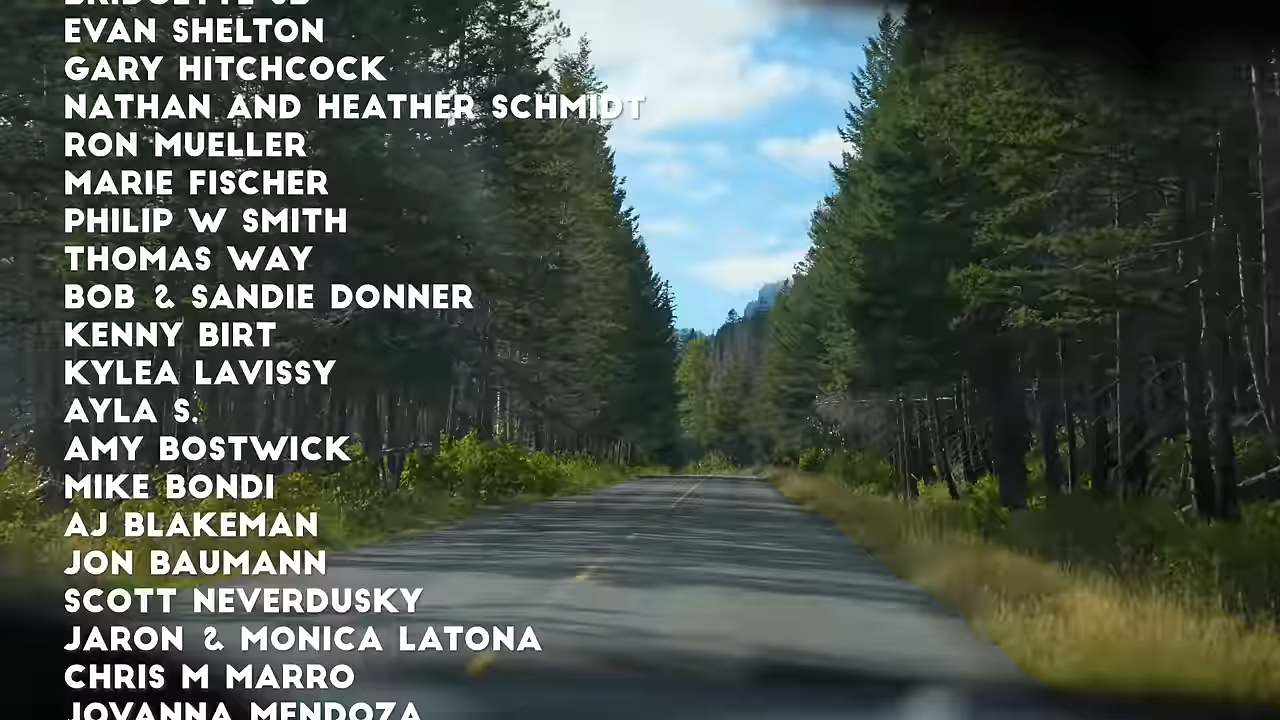 EVAN SHELTON
GARY HITCHCOCK
NATHAN AND HEATHER SCHMIDT
RON MUELLER
MARIE FISCHER
PHILIP W SMITH
THOMAS WAY
BOB & SANDIE DONNER
KENNY BIRT
KYLEA LAVISSY
AYLA S.
AMY BOSTWICK
MIKE BONDI
AJ BLAKEMAN
JON BAUMANN
SCOTT NEVERDUSKY
JARON & MONICA LATONA
CHRIS M MARRO
JOVANNA MENDOZA